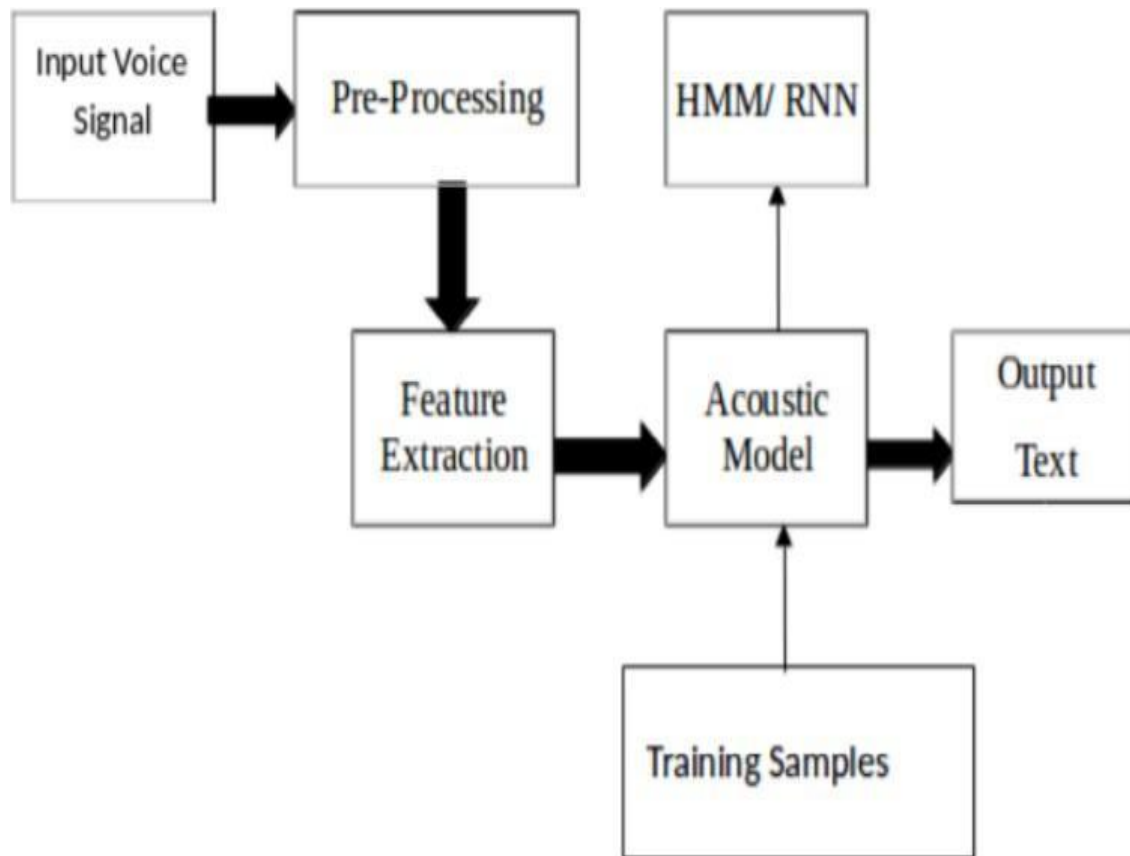 Input Voice
Signal
Pre-Processing
HMM/ RNN
Feature
Extraction
Acoustic
Model
Output
Text
Training Samples